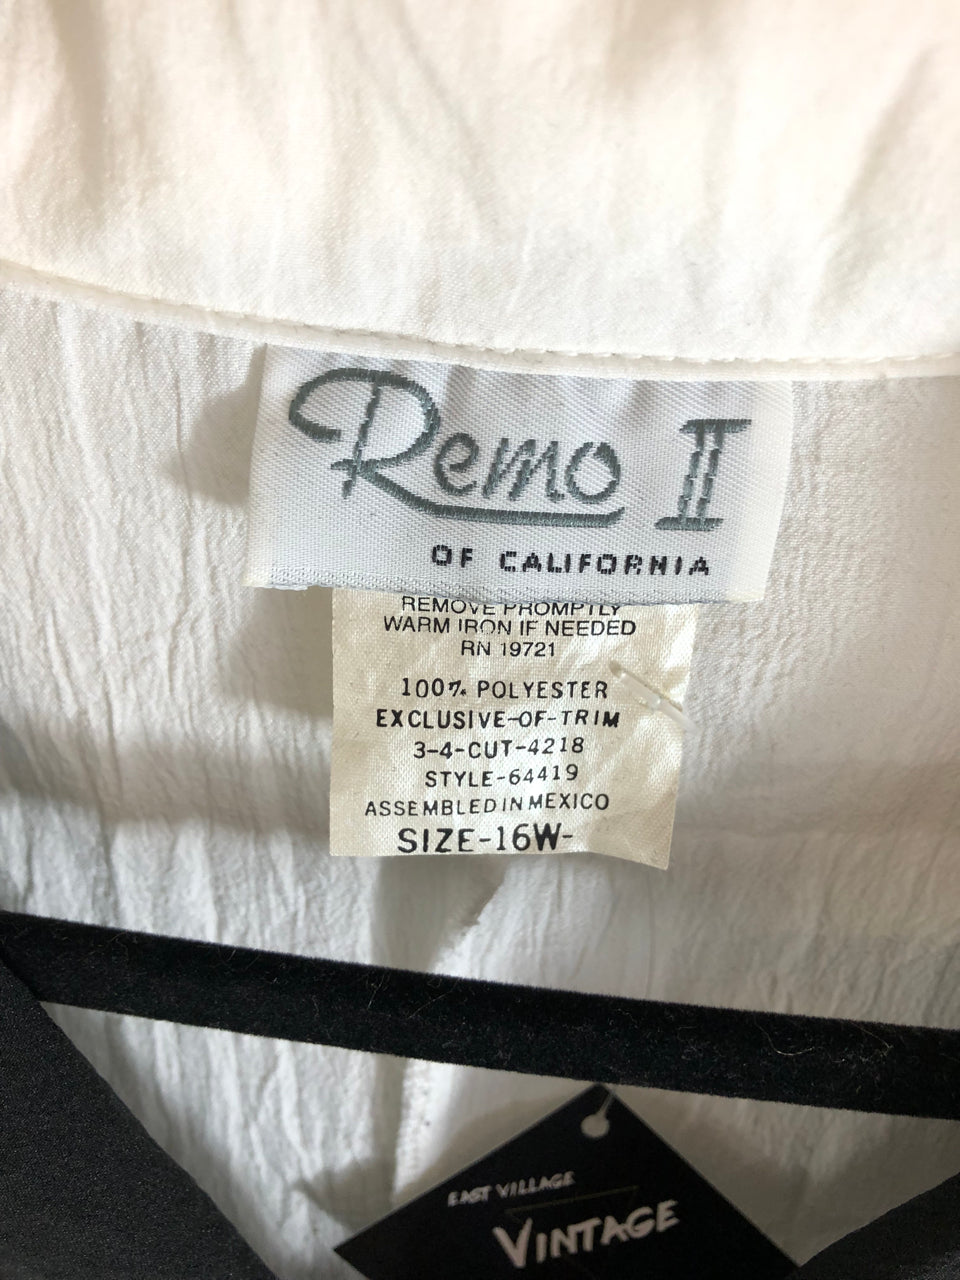 Remo II
OF CALIFORNIA
REMOVE PROMPTLY
WARM IRON IF NEEDED
RN 19721
100% POLYESTER
EXCLUSIVE-OF-TRIM
3-4-CUT-4218
STYLE-64419
ASSEMBLED IN MEXICO
SIZE-16W-
EAST VILLAGE
VINTAGE